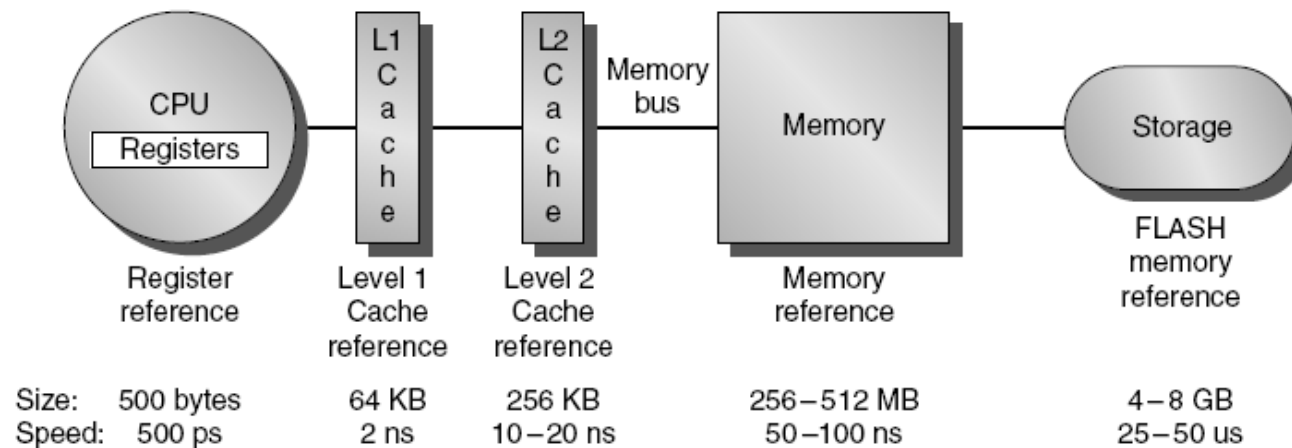 CPU
Registers
L1
C
a
c
h
e
L2
C
a
c
h
e
Memory
bus
Memory
Storage
Register
reference
Level 1
Cache
reference
Level 2
Cache
reference
Memory
reference
FLASH
memory
reference
Size: 500 bytes 64 KB 256 KB 256–512 MB 4–8 GB
Speed: 500 ps 2 ns 10–20 ns 50–100 ns 25–50 us